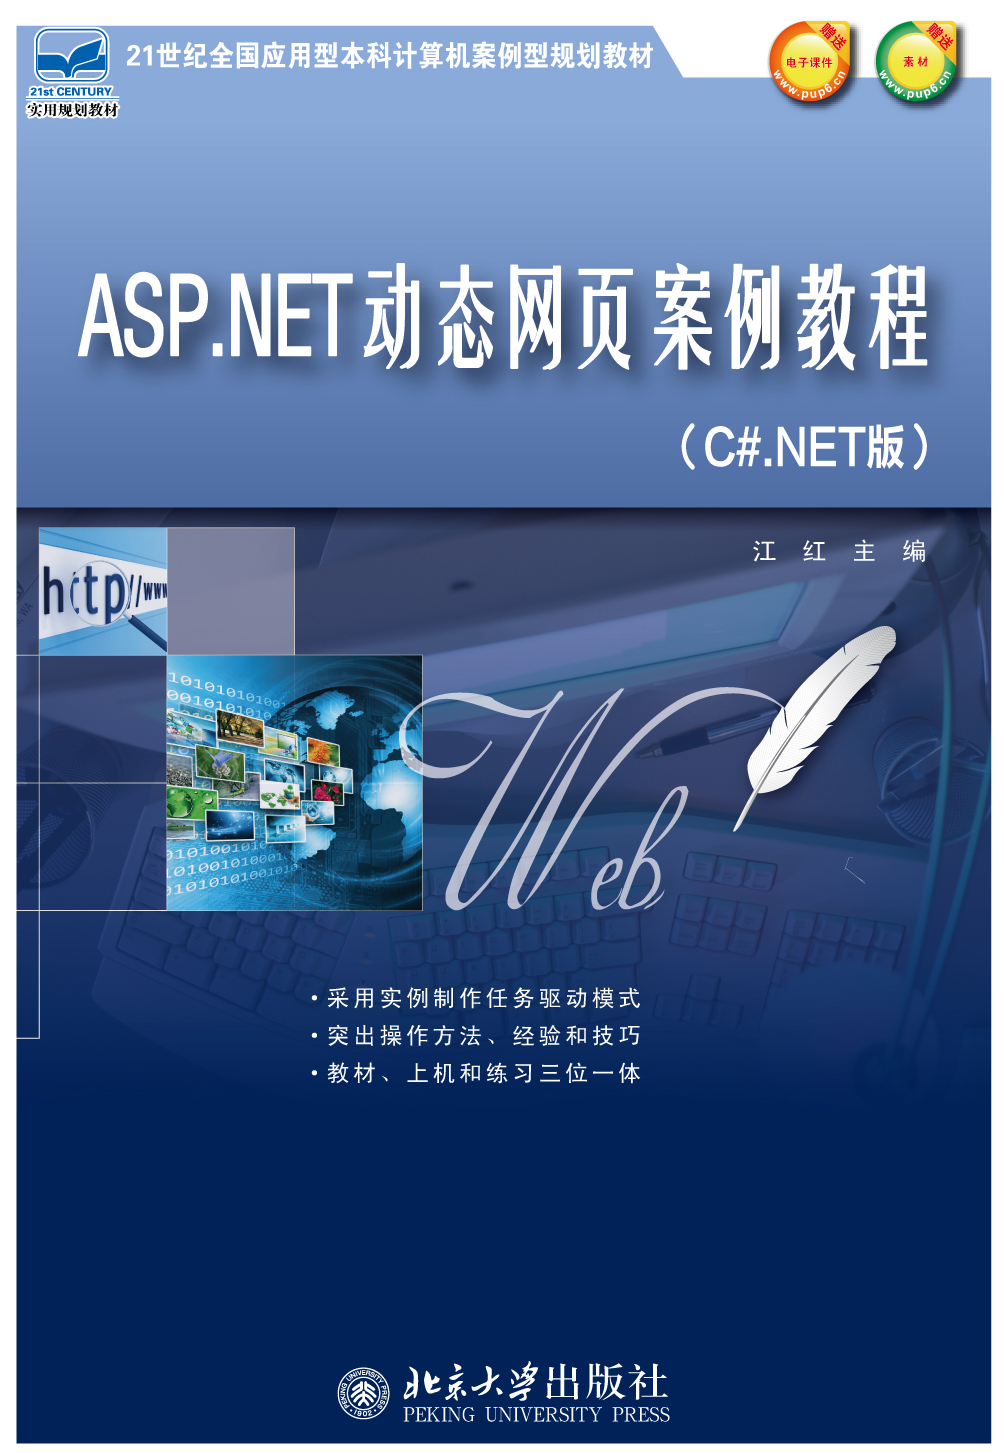 21世纪全国应用型本科计算机案例型规划教材
21st CENTURY
实用规划教材
赠送
电子课件
www.pup6.cn
赠送
素材
www.pup6.cn
ASP.NET动态网页案例教程
（C#.NET版）
江红主编
http://www
Web
1010101010100
0010101010
010100101
10100101000101
01010101001010
·采用实例制作任务驱动模式
·突出操作方法、经验和技巧
·教材、上机和练习三位一体
PEKING UNIVERSITY PRESS
1902
北京大学出版社
PEKING UNIVERSITY PRESS